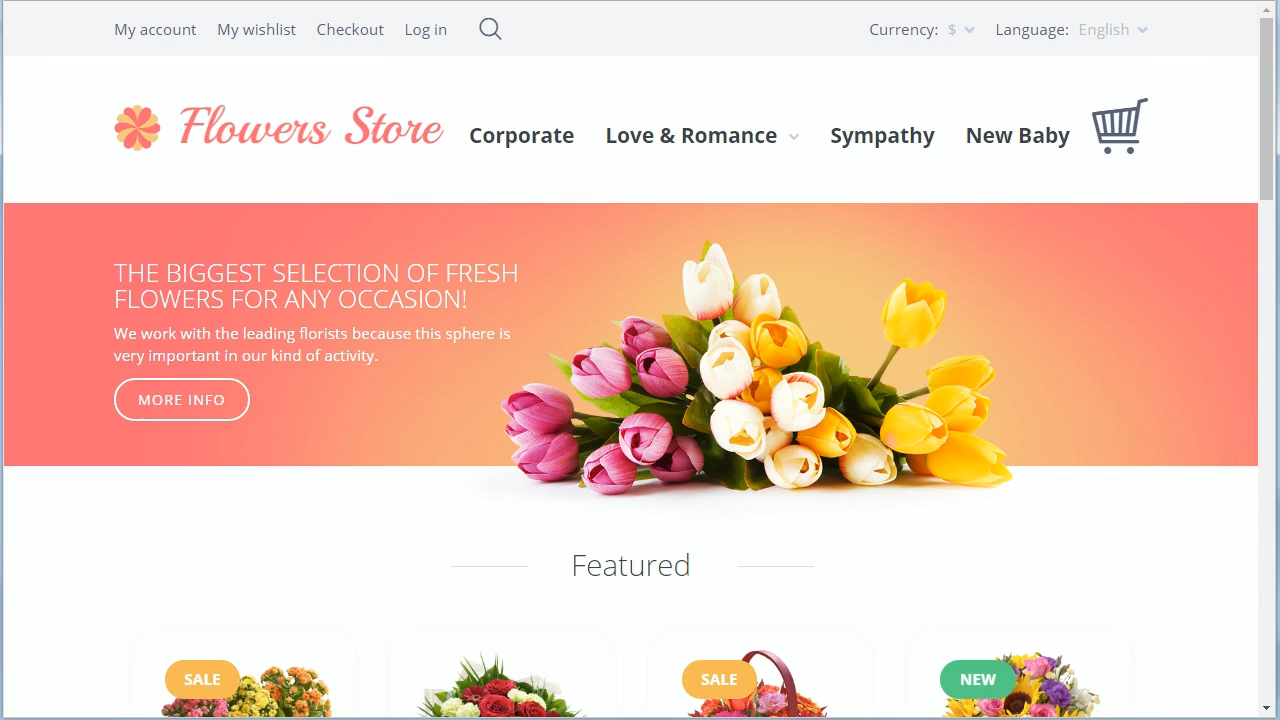 My account My wishlist Checkout Log in Currency: $ Language: English
Flowers Store Corporate Love & Romance Sympathy New Baby
THE BIGGEST SELECTION OF FRESH
FLOWERS FOR ANY OCCASION!
We work with the leading florists because this sphere is
very important in our kind of activity.
MORE INFO
Featured
SALE SALE NEW